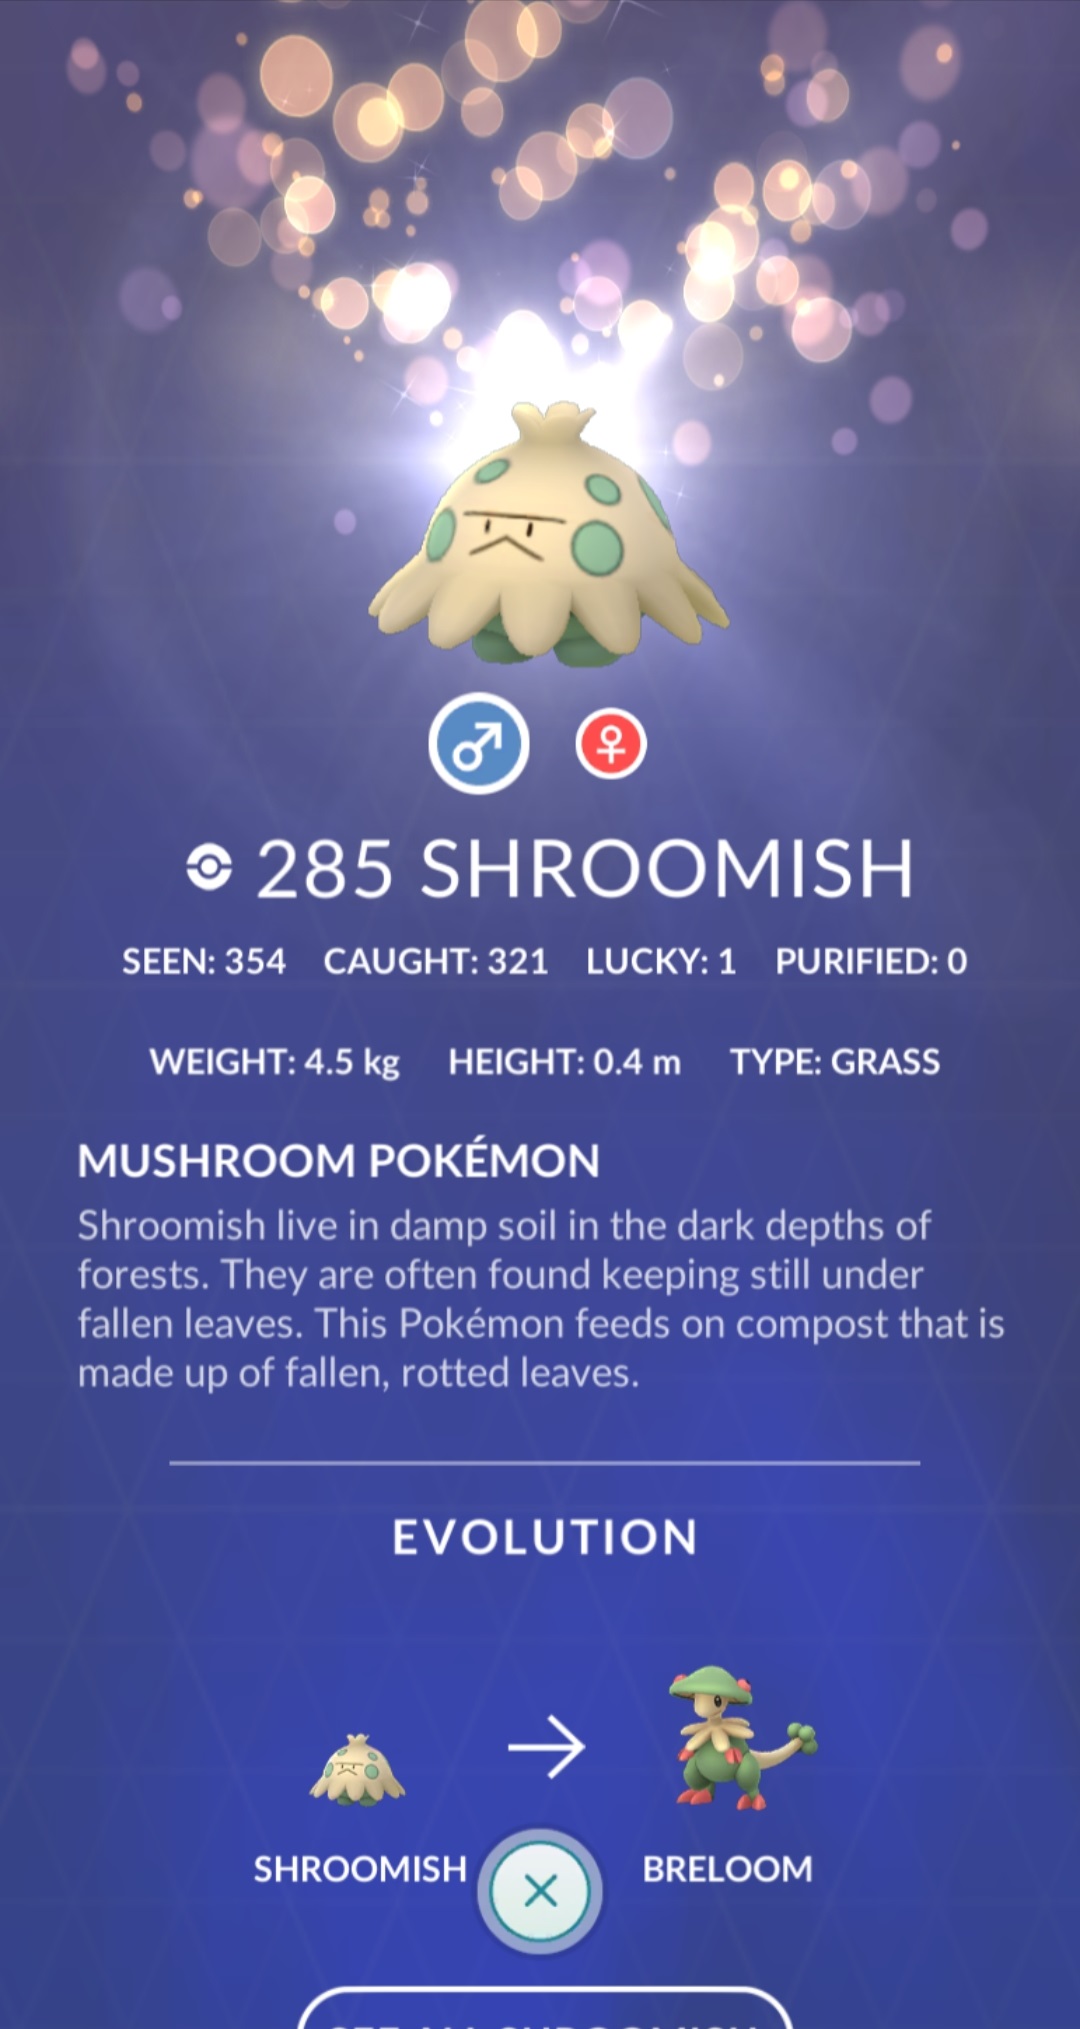 285 SHROOMISH
SEEN: 354 CAUGHT: 321 LUCKY: 1 PURIFIED: 0
WEIGHT: 4.5 kg HEIGHT: 0.4 m TYPE: GRASS
MUSHROOM POKÉMON
Shroomish live in damp soil in the dark depths of
forests. They are often found keeping still under
fallen leaves. This Pokémon feeds on compost that is
made up of fallen, rotted leaves.
EVOLUTION
SHROOMISH BRELOOM